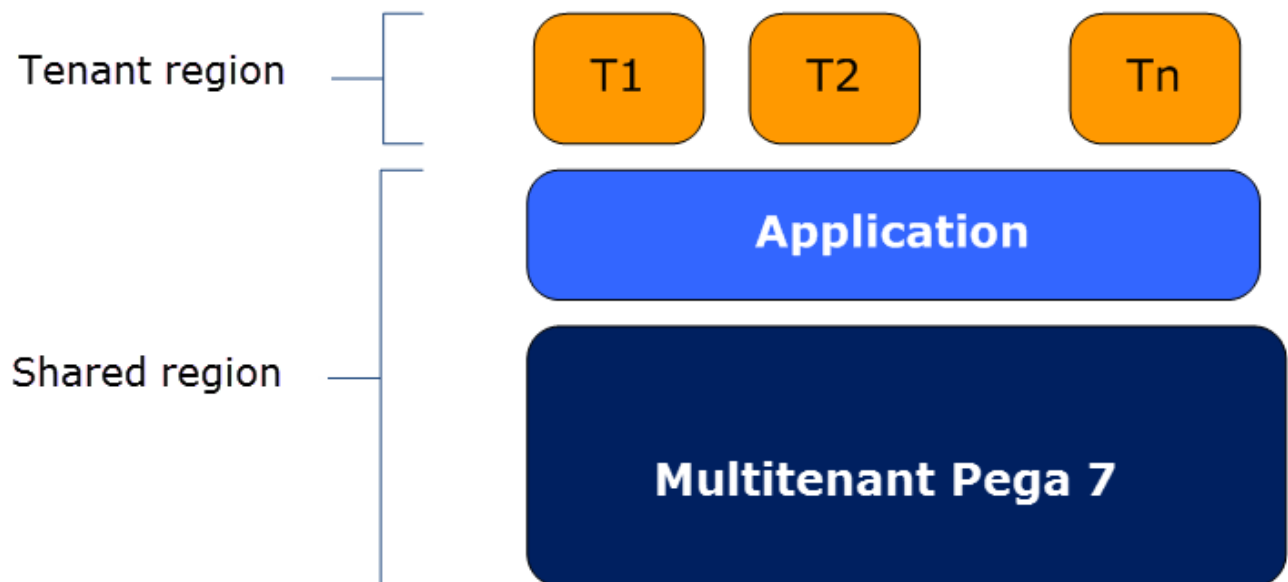 Tenant region
T1
T2
Tn
Application
Shared region
Multitenant Pega 7